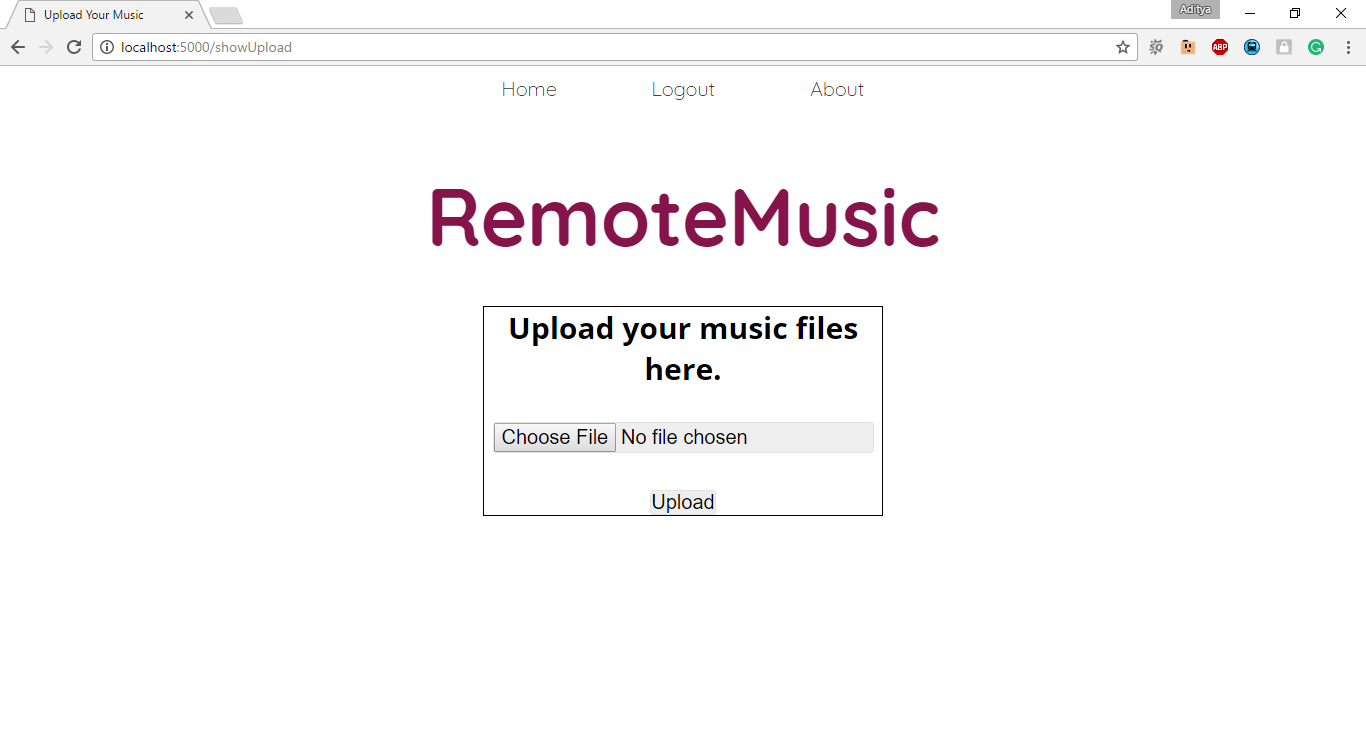 Upload Your Music
Aditya
localhost:5000/showUpload
ABP
Home Logout About
RemoteMusic
Upload your music files
here.
Choose File No file chosen
Upload